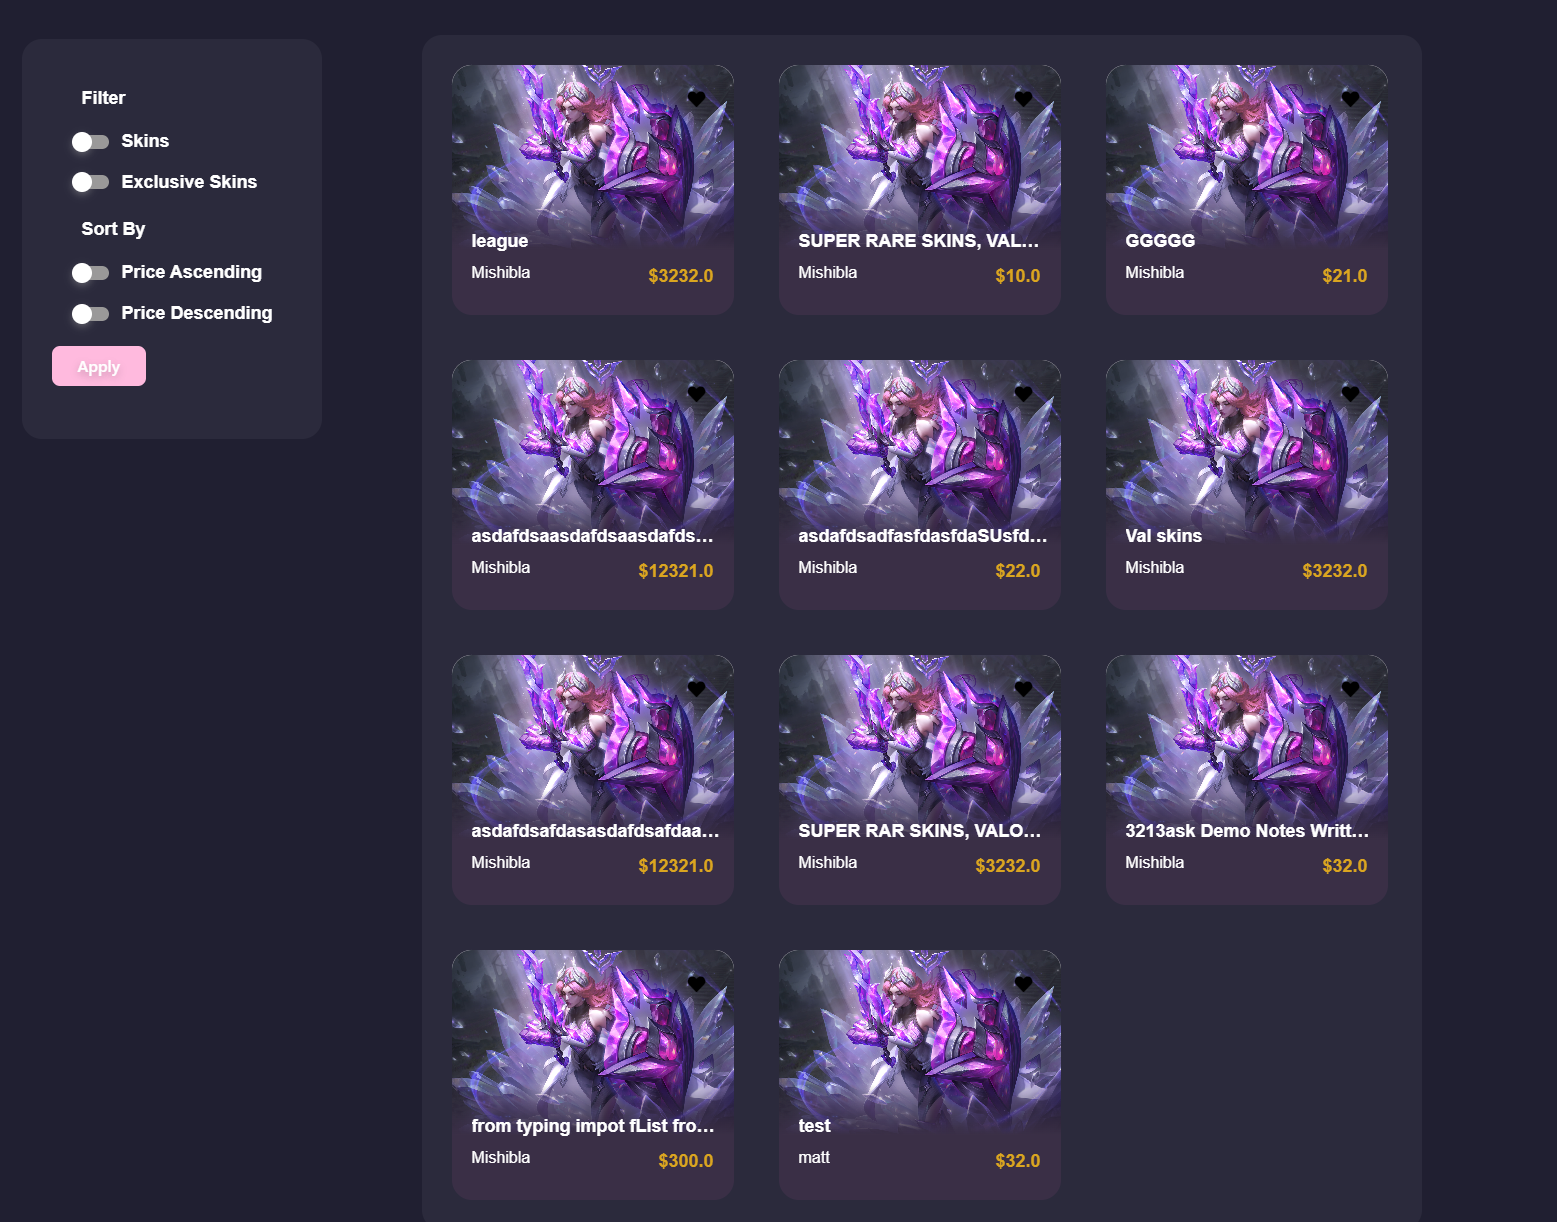 Filter
Skins
Exclusive Skins
Sort By
Price Ascending
Price Descending
Apply
league
Mishibla
$3232.0
SUPER RARE SKINS, VAL...
Mishibla
$10.0
GGGGG
Mishibla
$21.0
asdafdsaasdafdsaasdafds...
Mishibla
$12321.0
asdafdsadfasfdasfdaSUsfd...
Mishibla
$22.0
Val skins
Mishibla
$3232.0
asdafdsafdasasdafdsafdaa...
Mishibla
$12321.0
SUPER RAR SKINS, VALO...
Mishibla
$3232.0
3213ask Demo Notes Writt...
Mishibla
$32.0
from typing impot fList fro...
Mishibla
$300.0
test
matt
$32.0